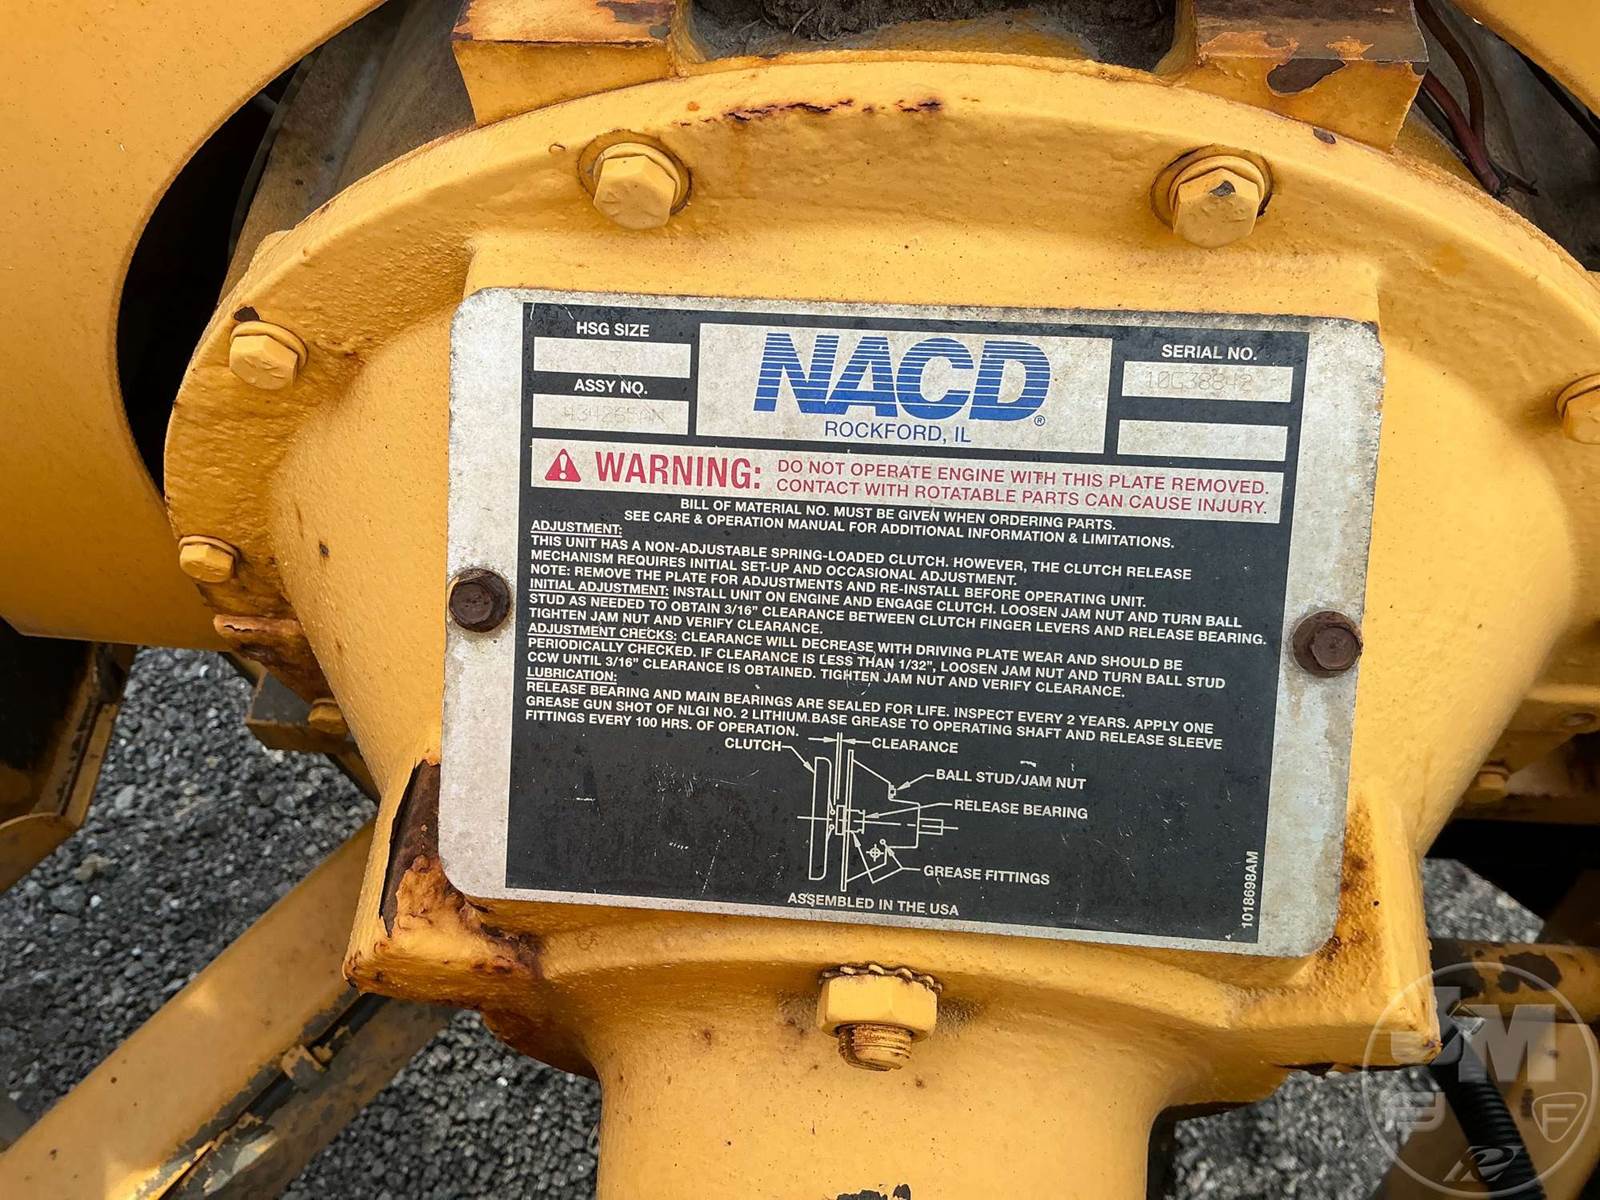 HSG SIZE
ASSY NO.
NACD®
ROCKFORD, IL
SERIAL NO.
10G38842
WARNING:
DO NOT OPERATE ENGINE WITH THIS PLATE REMOVED.
CONTACT WITH ROTATABLE PARTS CAN CAUSE INJURY.
BILL OF MATERIAL NO. MUST BE GIVEN WHEN ORDERING PARTS.
SEE CARE & OPERATION MANUAL FOR ADDITIONAL INFORMATION & LIMITATIONS.
ADJUSTMENT:
THIS UNIT HAS A NON-ADJUSTABLE SPRING-LOADED CLUTCH. HOWEVER, THE CLUTCH RELEASE
MECHANISM REQUIRES INITIAL SET-UP AND OCCASIONAL ADJUSTMENT.
NOTE: REMOVE THE PLATE FOR ADJUSTMENTS AND RE-INSTALL BEFORE OPERATING UNIT.
INITIAL ADJUSTMENT: INSTALL UNIT ON ENGINE AND ENGAGE CLUTCH. LOOSEN JAM NUT AND TURN BALL
STUD AS NEEDED TO OBTAIN 3/16" CLEARANCE BETWEEN CLUTCH FINGER LEVERS AND RELEASE BEARING.
TIGHTEN JAM NUT AND VERIFY CLEARANCE.
ADJUSTMENT CHECKS: CLEARANCE WILL DECREASE WITH DRIVING PLATE WEAR AND SHOULD BE
PERIODICALLY CHECKED. IF CLEARANCE IS LESS THAN 1/32", LOOSEN JAM NUT AND TURN BALL STUD
CCW UNTIL 3/16" CLEARANCE IS OBTAINED. TIGHTEN JAM NUT AND VERIFY CLEARANCE.
LUBRICATION:
RELEASE BEARING AND MAIN BEARINGS ARE SEALED FOR LIFE. INSPECT EVERY 2 YEARS. APPLY ONE
GREASE GUN SHOT OF NLGI NO. 2 LITHIUM BASE GREASE TO OPERATING SHAFT AND RELEASE SLEEVE
FITTINGS EVERY 100 HRS. OF OPERATION.
CLUTCH
CLEARANCE
BALL STUD/JAM NUT
RELEASE BEARING
GREASE FITTINGS
ASSEMBLED IN THE USA
1018698AM
JM